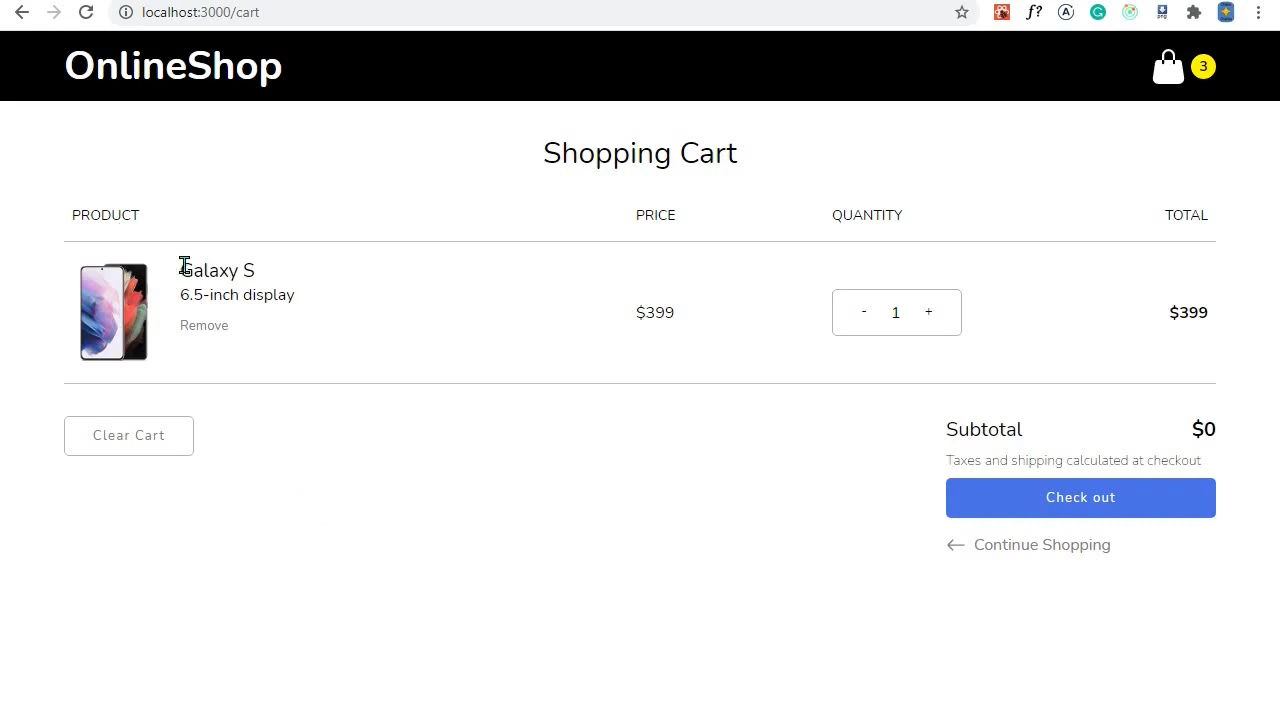 localhost:3000/cart
f?
A
G
OnlineShop
3
Shopping Cart
PRODUCT PRICE QUANTITY TOTAL
Galaxy S
6.5-inch display
Remove
$399 - 1 + $399
Clear Cart
Subtotal $0
Taxes and shipping calculated at checkout
Check out
Continue Shopping